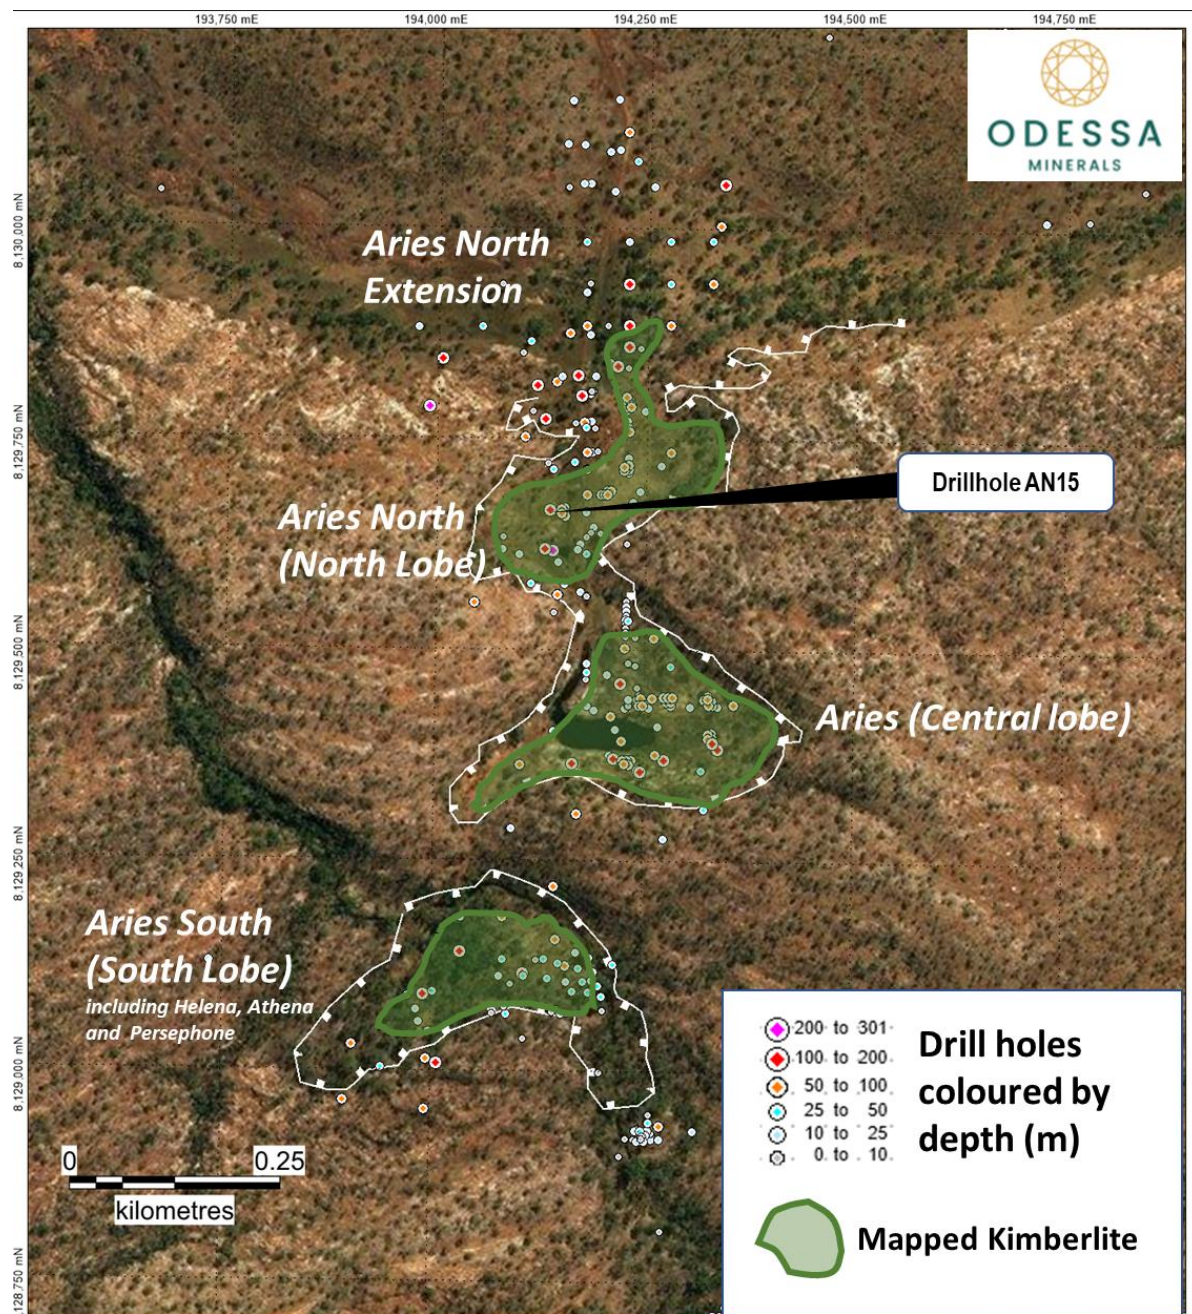 193,750 mE
194,000 mE
194,250 mE
194,500 mE
194,750 mE
ODESSA
MINERALS
8,130,000 mN
Aries North
Extension
8,129,750 mN
Drillhole AN15
Aries North
(North Lobe)
8,129,500 mN
Aries (Central lobe)
8,129,250 mN
Aries South
(South Lobe)
including Helena, Athena
and Persephone
8,129,000 mN
200 to 301
100 to 200
50 to 100
25 to 50
10 to 25
0 to 10
Drill holes
coloured by
depth (m)
0 0.25
kilometres
Mapped Kimberlite
,128,750 mN